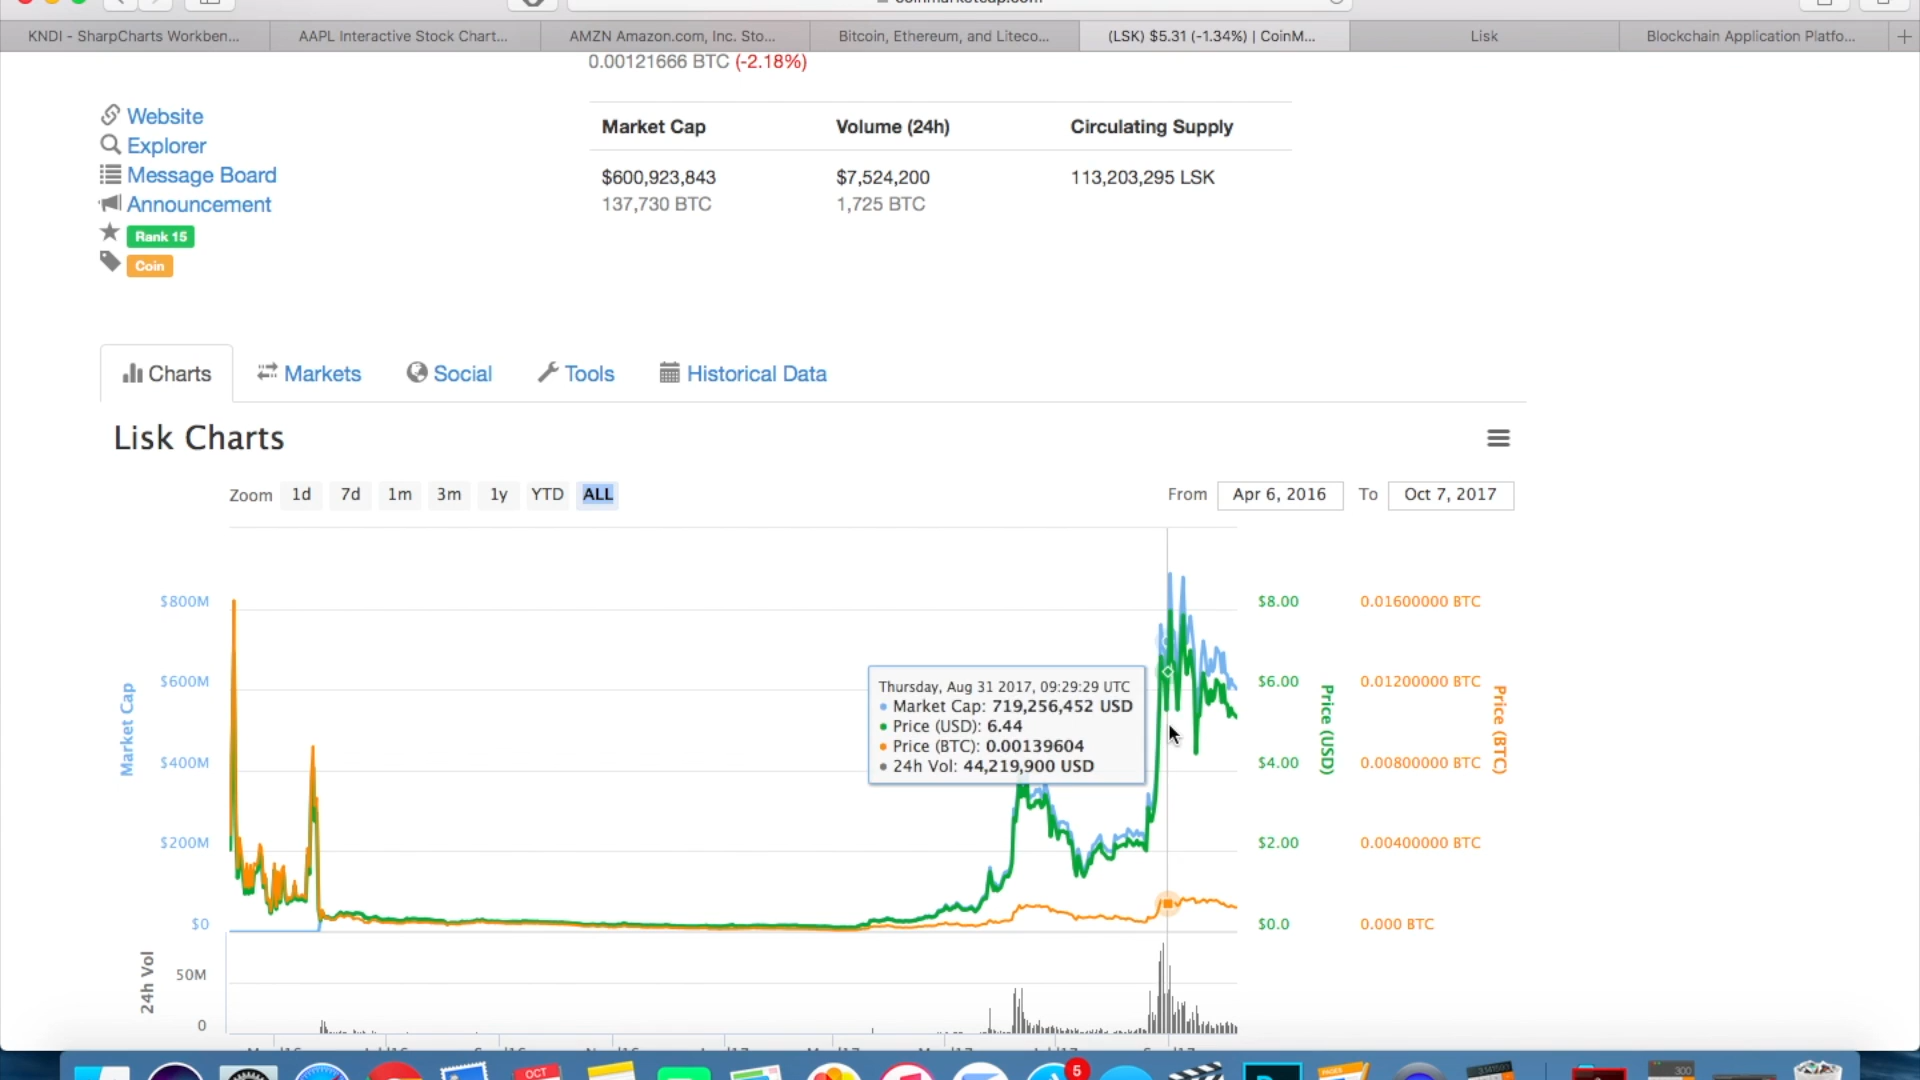 KNDI - SharpCharts Workben...
AAPL Interactive Stock Chart...
AMZN Amazon.com, Inc. Sto...
Bitcoin, Ethereum, and Liteco...
(LSK) $5.31 (-1.34%) | CoinM...
Lisk
Blockchain Application Platfo...
0.00121666 BTC (-2.18%)
Website
Explorer
Message Board
Announcement
Rank 15
Coin
Market Cap Volume (24h) Circulating Supply
$600,923,843 $7,524,200 113,203,295 LSK
137,730 BTC 1,725 BTC
Charts Markets Social Tools Historical Data
Lisk Charts
Zoom 1d 7d 1m 3m 1y YTD ALL From Apr 6, 2016 To Oct 7, 2017
$800M $8.00 0.01600000 BTC
$600M $6.00 0.01200000 BTC
$400M $4.00 0.00800000 BTC
$200M $2.00 0.00400000 BTC
$0 $0.0 0.000 BTC
Market Cap
Price (USD)
Price (BTC)
Thursday, Aug 31 2017, 09:29:29 UTC
Market Cap: 719,256,452 USD
Price (USD): 6.44
Price (BTC): 0.00139604
24h Vol: 44,219,900 USD
24h Vol
50M
0
OCT
5
PAGES
300